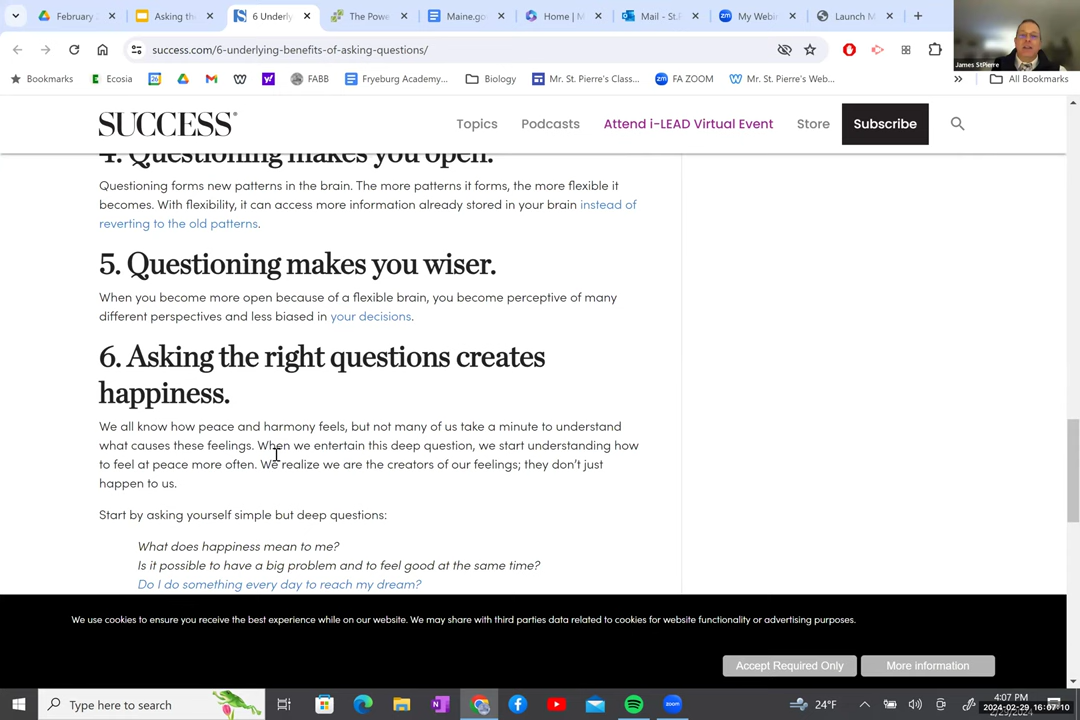 February
Asking the
6 Underly
The Powe
Maine.go
Home | M
Mail - St.P
My Webin
Launch M
success.com/6-underlying-benefits-of-asking-questions/
James StPierre
Bookmarks
Ecosia
FABB
Fryeburg Academy...
Biology
Mr. St. Pierre's Class...
FA ZOOM
Mr. St. Pierre's Web...
All Bookmarks
SUCCESS
Topics
Podcasts
Attend i-LEAD Virtual Event
Store
Subscribe
4. Questioning makes you open.
Questioning forms new patterns in the brain. The more patterns it forms, the more flexible it
becomes. With flexibility, it can access more information already stored in your brain instead of
reverting to the old patterns.
5. Questioning makes you wiser.
When you become more open because of a flexible brain, you become perceptive of many
different perspectives and less biased in your decisions.
6. Asking the right questions creates
happiness.
We all know how peace and harmony feels, but not many of us take a minute to understand
what causes these feelings. When we entertain this deep question, we start understanding how
to feel at peace more often. We realize we are the creators of our feelings; they don't just
happen to us.
Start by asking yourself simple but deep questions:
What does happiness mean to me?
Is it possible to have a big problem and to feel good at the same time?
Do I do something every day to reach my dream?
We use cookies to ensure you receive the best experience while on our website. We may share with third parties data related to cookies for website functionality or advertising purposes.
Accept Required Only
More information
Type here to search
24°F
4:07 PM
2024-02-29 16:07:10